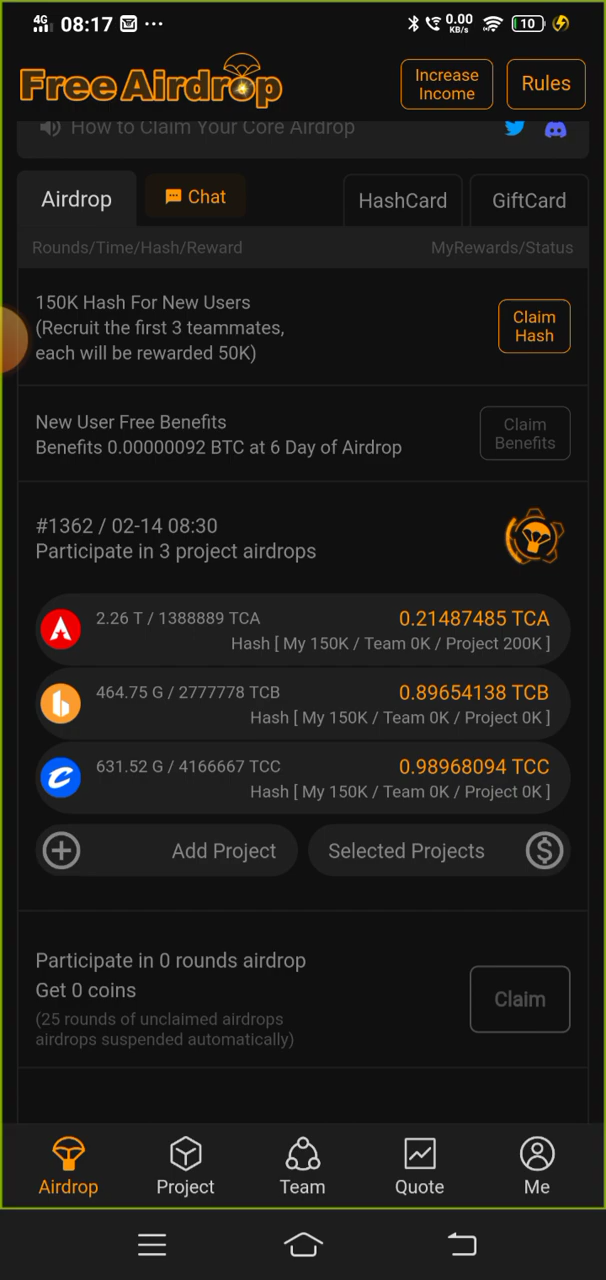 4G 08:17 ··· 0.00 KB/s 10
Free Airdrop
Increase Income
Rules
How to Claim Your Core Airdrop
Airdrop
Chat
HashCard
GiftCard
Rounds/Time/Hash/Reward
MyRewards/Status
150K Hash For New Users
(Recruit the first 3 teammates,
each will be rewarded 50K)
Claim
Hash
New User Free Benefits
Benefits 0.00000092 BTC at 6 Day of Airdrop
Claim
Benefits
#1362 / 02-14 08:30
Participate in 3 project airdrops
2.26 T / 1388889 TCA
0.21487485 TCA
Hash [ My 150K / Team 0K / Project 200K ]
464.75 G / 2777778 TCB
0.89654138 TCB
Hash [ My 150K / Team 0K / Project 0K ]
631.52 G / 4166667 TCC
0.98968094 TCC
Hash [ My 150K / Team 0K / Project 0K ]
Add Project
Selected Projects
Participate in 0 rounds airdrop
Get 0 coins
(25 rounds of unclaimed airdrops
airdrops suspended automatically)
Claim
Airdrop
Project
Team
Quote
Me